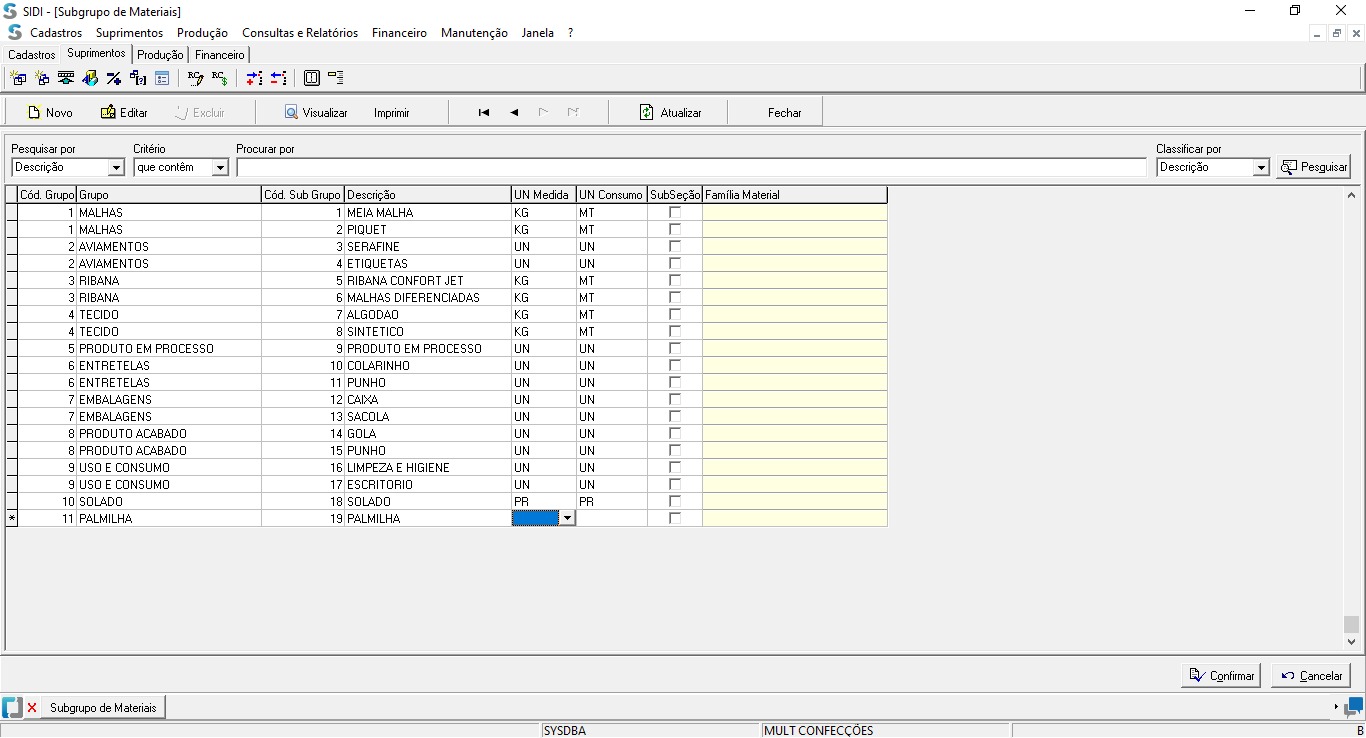 SIDI - [Subgrupo de Materiais]
Cadastros Suprimentos Produção Consultas e Relatórios Financeiro Manutenção Janela ?
Cadastros Suprimentos Produção Financeiro
Novo Editar Excluir Visualizar Imprimir Atualizar Fechar
Pesquisar por Critério Procurar por Classificar por
Descrição que contêm Descrição Pesquisar
Cód. Grupo Grupo Cód. Sub Grupo Descrição UN Medida UN Consumo SubSeção Família Material
1 MALHAS 1 MEIA MALHA KG MT
1 MALHAS 2 PIQUET KG MT
2 AVIAMENTOS 3 SERAFINE UN UN
2 AVIAMENTOS 4 ETIQUETAS UN UN
3 RIBANA 5 RIBANA CONFORT JET KG MT
3 RIBANA 6 MALHAS DIFERENCIADAS KG MT
4 TECIDO 7 ALGODAO KG MT
4 TECIDO 8 SINTETICO KG MT
5 PRODUTO EM PROCESSO 9 PRODUTO EM PROCESSO UN UN
6 ENTRETELAS 10 COLARINHO UN UN
6 ENTRETELAS 11 PUNHO UN UN
7 EMBALAGENS 12 CAIXA UN UN
7 EMBALAGENS 13 SACOLA UN UN
8 PRODUTO ACABADO 14 GOLA UN UN
8 PRODUTO ACABADO 15 PUNHO UN UN
9 USO E CONSUMO 16 LIMPEZA E HIGIENE UN UN
9 USO E CONSUMO 17 ESCRITORIO UN UN
10 SOLADO 18 SOLADO PR PR
* 11 PALMILHA 19 PALMILHA
Confirmar Cancelar
Subgrupo de Materiais
SYSDBA MULT CONFECÇÕES B